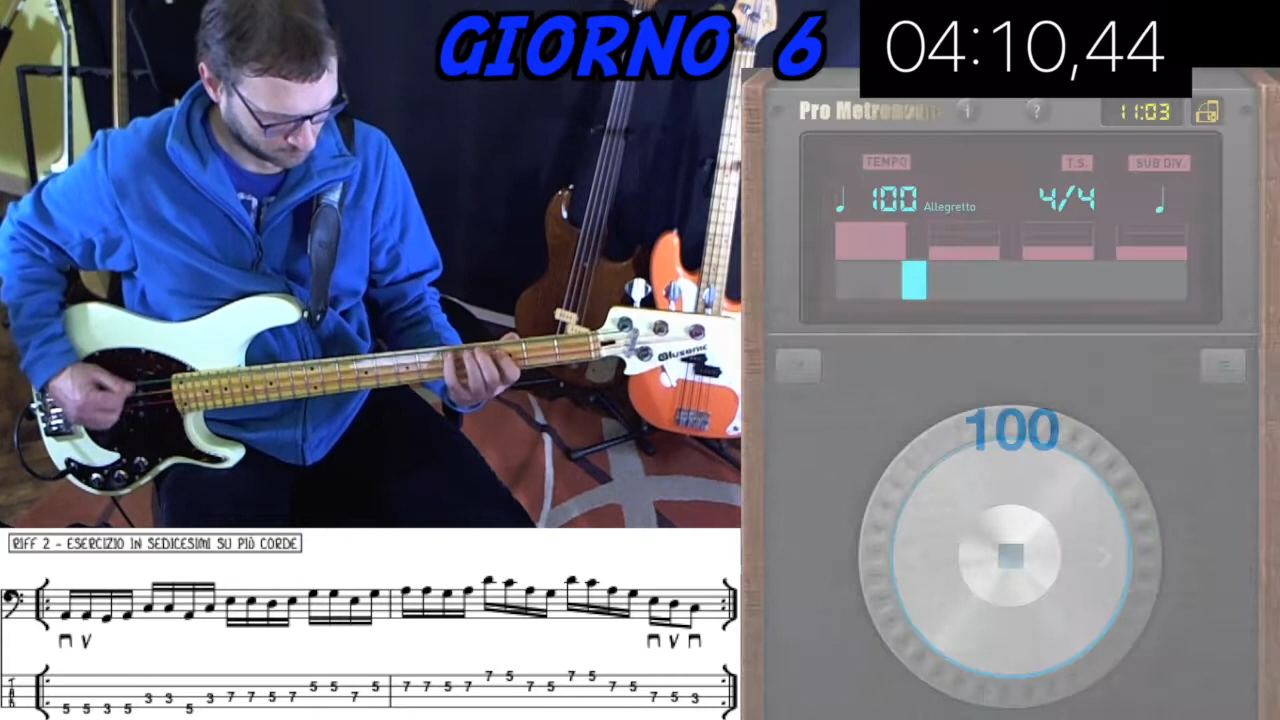 GIORNO 6
04:10,44
Pro Metronome
i
?
11:03
TEMPO
T.S.
SUB DIV.
100 Allegretto
4/4
100
RIFF 2 - ESERCIZIO IN SEDICESIMI SU PIÙ CORDE
T
A
B
7 5 7 5
5 5 5 7 7 5 7 7 5 7 5
3 3 3 7 7 5 7 7 7 5 3
5 5 3 5 5